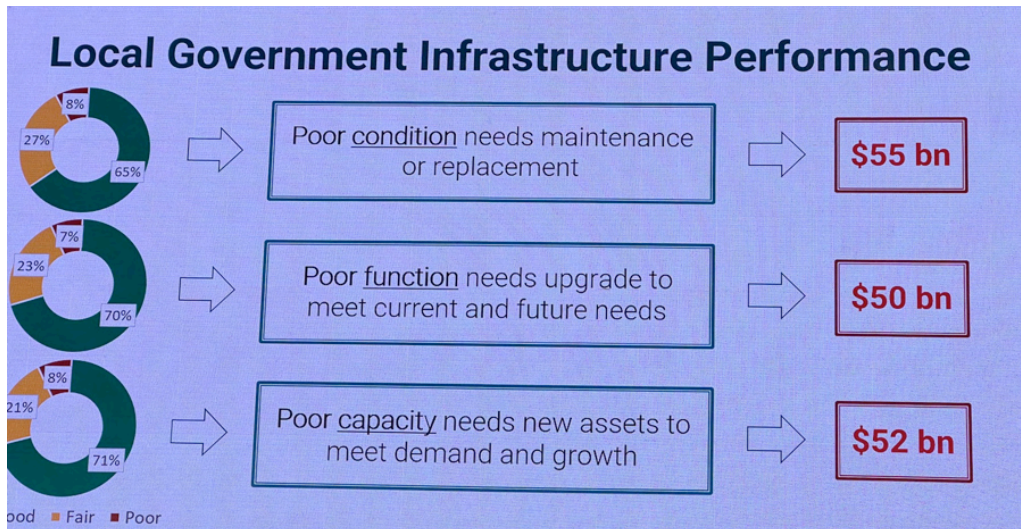 Local Government Infrastructure Performance
8%
27%
65%
Poor condition needs maintenance
or replacement
$55 bn
7%
23%
70%
Poor function needs upgrade to
meet current and future needs
$50 bn
8%
21%
71%
Poor capacity needs new assets to
meet demand and growth
$52 bn
ood Fair Poor